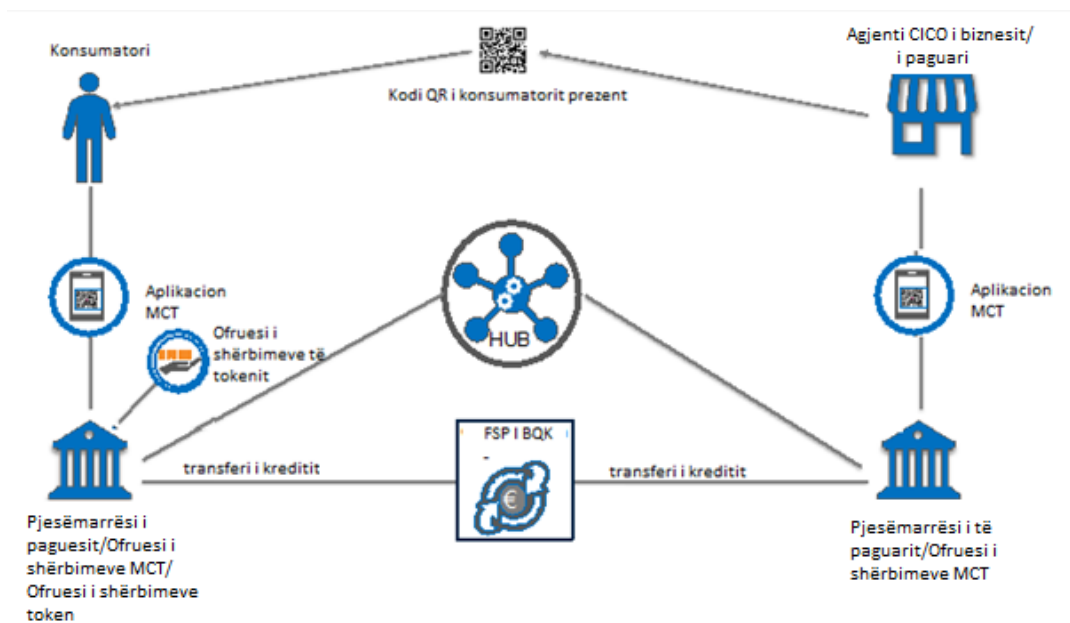 Konsumatori
Agjenti CICO i biznesit/
i paguari
Kodi QR i konsumatorit prezent
Aplikacion
MCT
Ofruesi i
shërbimeve të
tokenit
HUB
Aplikacion
MCT
FSP I BQK
-
transferi i kreditit
transferi i kreditit
Pjesëmarrësi i
paguesit/Ofruesi i
shërbimeve MCT/
Ofruesi i shërbimeve
token
Pjesëmarrësi i të
paguarit/Ofruesi i
shërbimeve MCT